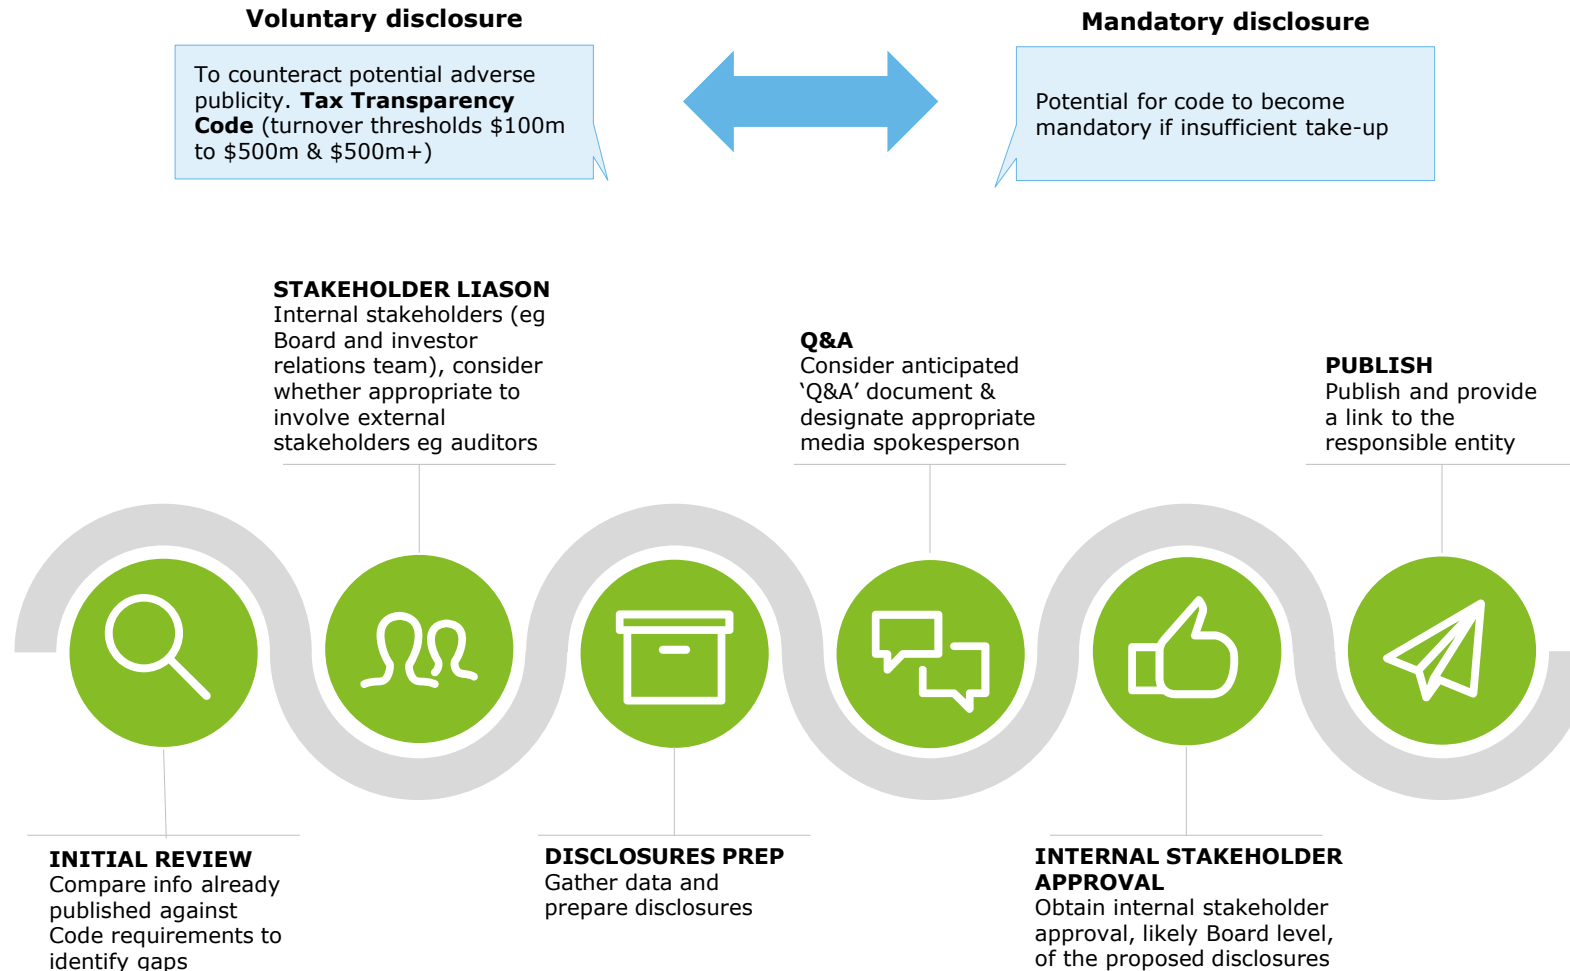 Voluntary disclosure
Mandatory disclosure
To counteract potential adverse
publicity. Tax Transparency
Code (turnover thresholds $100m
to $500m & $500m+)
Potential for code to become
mandatory if insufficient take-up
STAKEHOLDER LIASON
Internal stakeholders (eg
Board and investor
relations team), consider
whether appropriate to
involve external
stakeholders eg auditors
Q&A
Consider anticipated
‘Q&A’ document &
designate appropriate
media spokesperson
PUBLISH
Publish and provide
a link to the
responsible entity
INITIAL REVIEW
Compare info already
published against
Code requirements to
identify gaps
DISCLOSURES PREP
Gather data and
prepare disclosures
INTERNAL STAKEHOLDER
APPROVAL
Obtain internal stakeholder
approval, likely Board level,
of the proposed disclosures